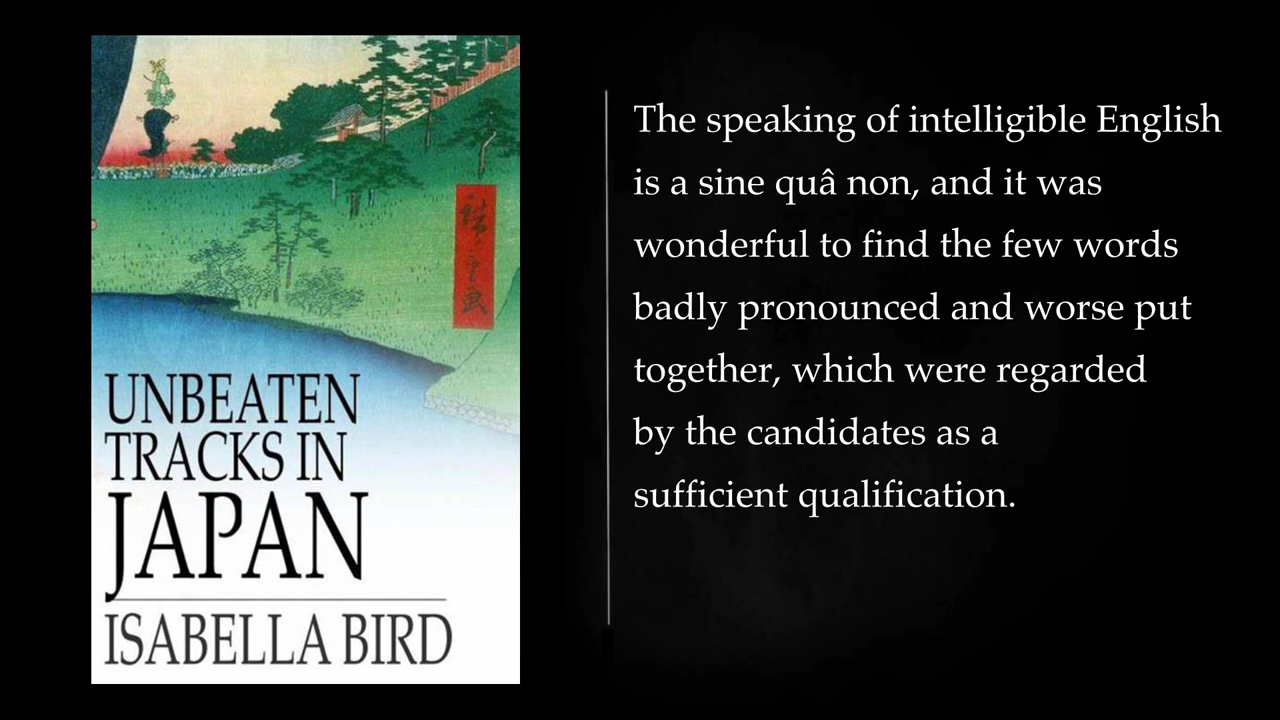 UNBEATEN
TRACKS IN
JAPAN
ISABELLA BIRD
The speaking of intelligible English
is a sine quâ non, and it was
wonderful to find the few words
badly pronounced and worse put
together, which were regarded
by the candidates as a
sufficient qualification.